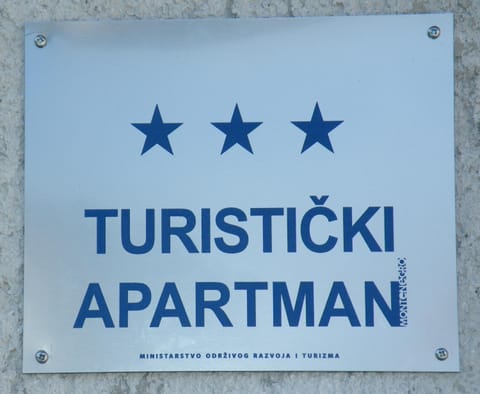 TURISTIČKI
APARTMAN
MONTENEGRO
MINISTARSTVO ODRŽIVOG RAZVOJA I TURIZMA